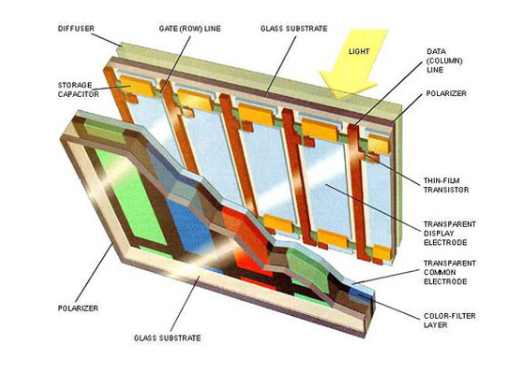 DIFFUSER
GATE (ROW) LINE
GLASS SUBSTRATE
LIGHT
DATA
(COLUMN)
LINE
STORAGE
CAPACITOR
POLARIZER
THIN-FILM
TRANSISTOR
TRANSPARENT
DISPLAY
ELECTRODE
TRANSPARENT
COMMON
ELECTRODE
POLARIZER
COLOR-FILTER
LAYER
GLASS SUBSTRATE